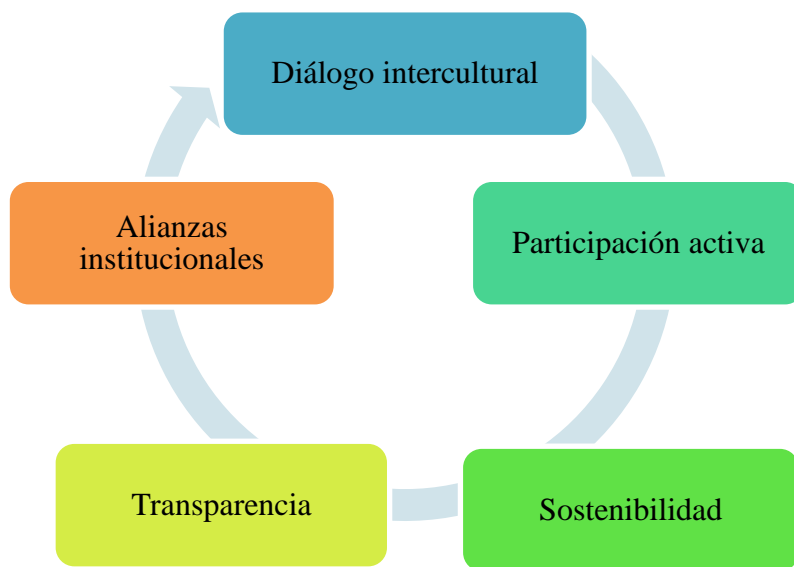 Diálogo intercultural
Participación activa
Sostenibilidad
Transparencia
Alianzas
institucionales